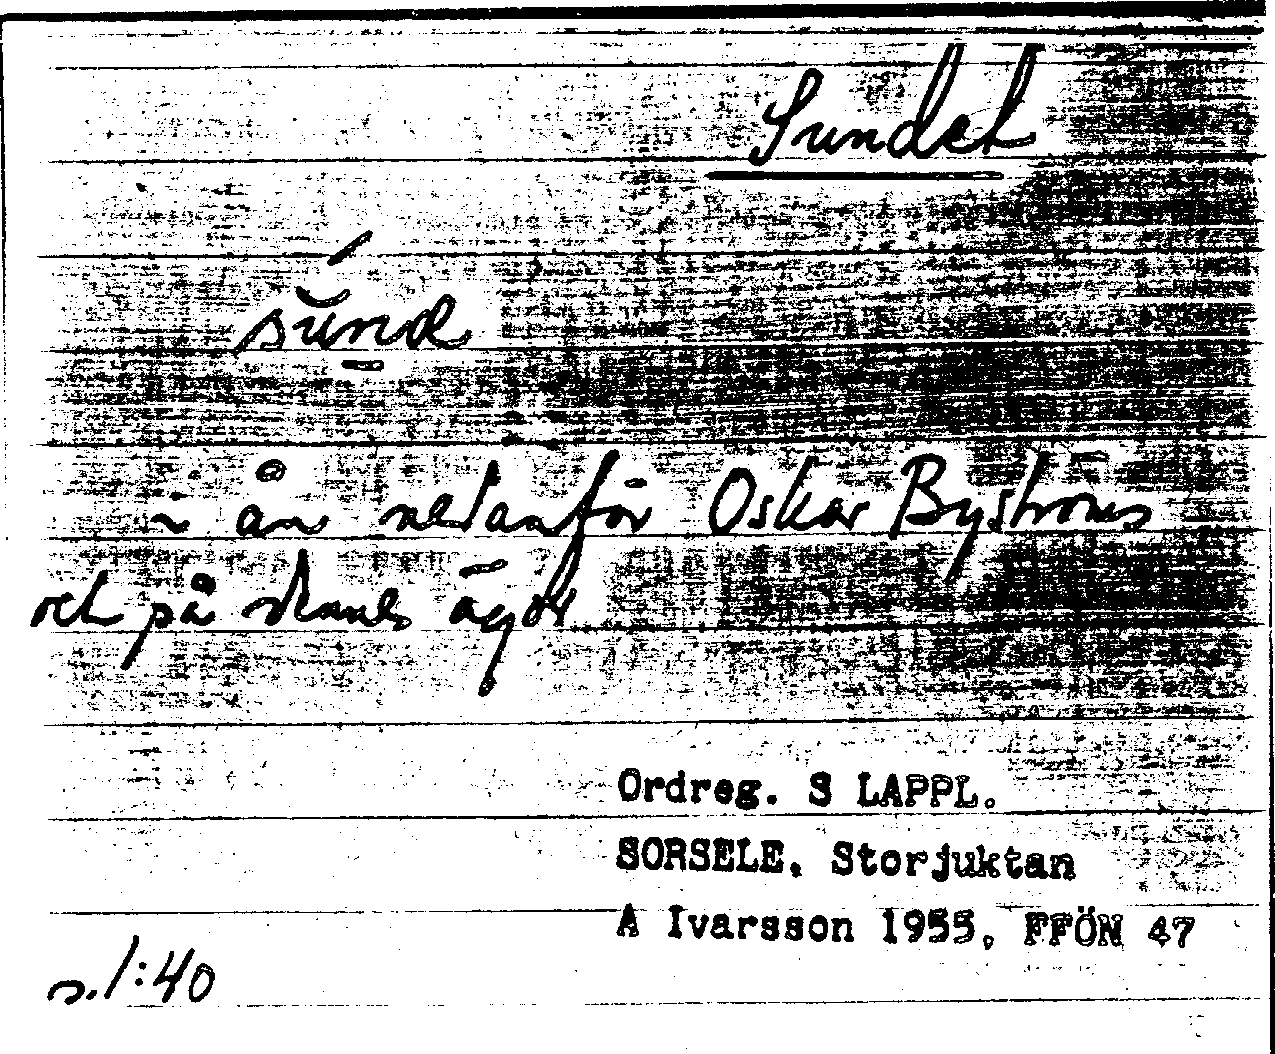 Sundet
sŭnɑ
i ån nedanför Oskar Byströms
och på dennes ägor
Ordreg. S LAPPL.
SORSELE, Storjuktan
A Ivarsson 1955, FFÖN 47
s.1:40